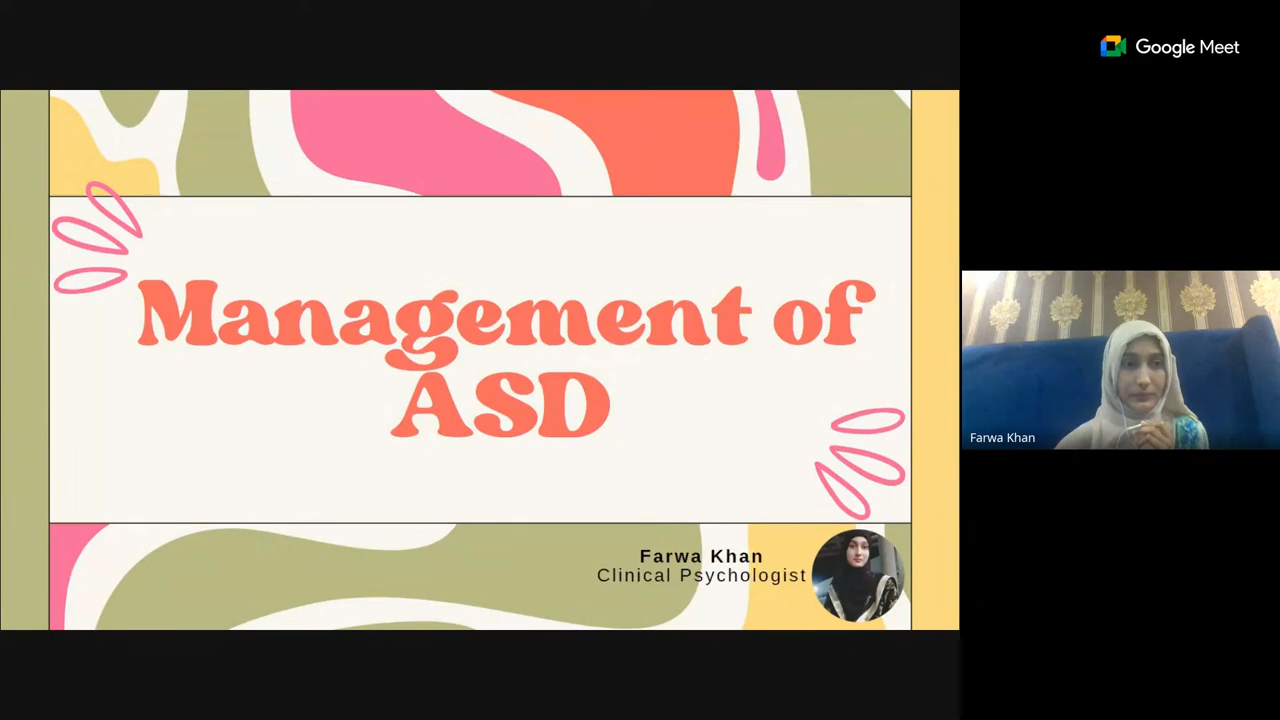 Google Meet
Management of
ASD
Farwa Khan
Clinical Psychologist
Farwa Khan